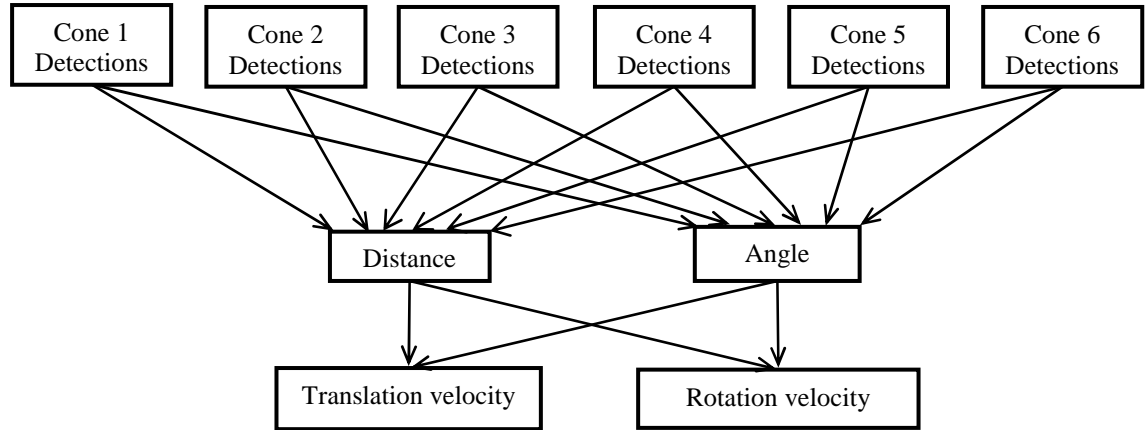 Cone 1
Detections
Cone 2
Detections
Cone 3
Detections
Cone 4
Detections
Cone 5
Detections
Cone 6
Detections
Distance
Angle
Translation velocity
Rotation velocity